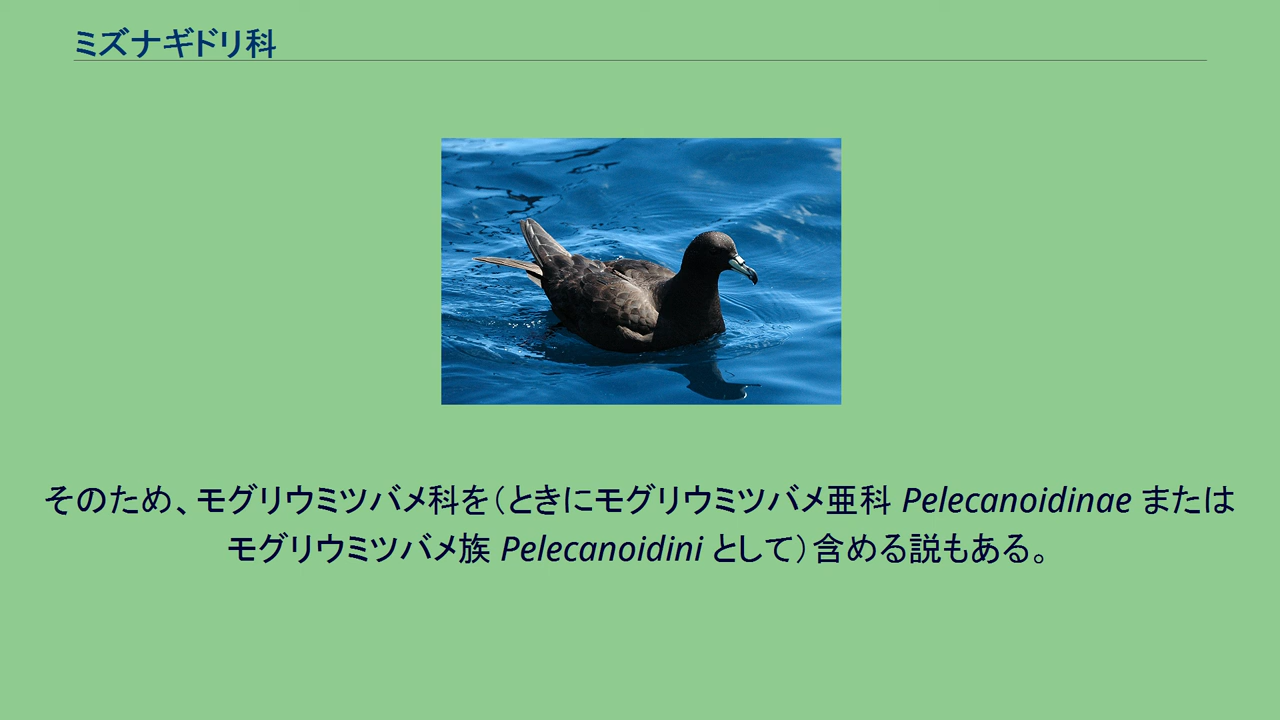 ミズナギドリ科
そのため、モグリウミツバメ科を（ときにモグリウミツバメ亜科 Pelecanoidinae または
モグリウミツバメ族 Pelecanoidini として）含める説もある。